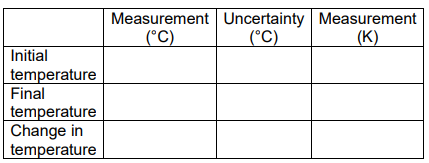 Measurement Uncertainty Measurement
(°C) (°C) (K)
Initial
temperature
Final
temperature
Change in
temperature